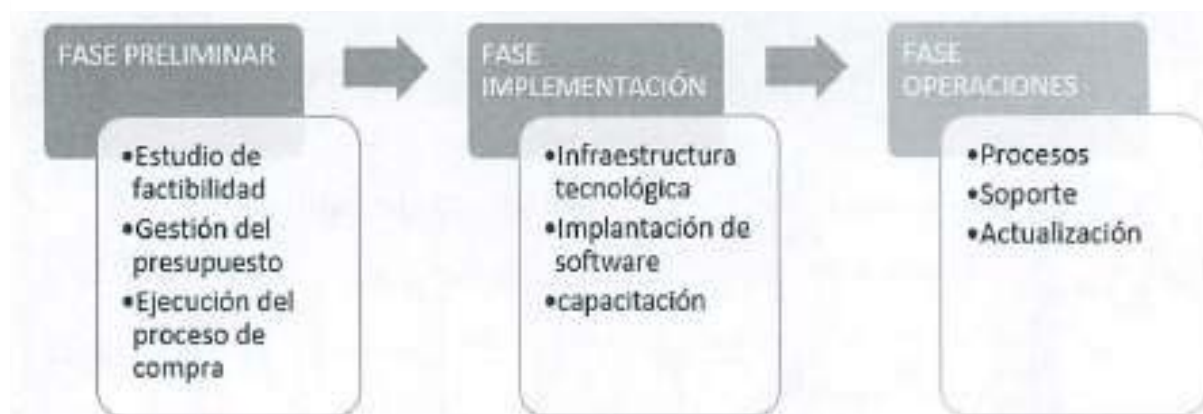 FASE PRELIMINAR
•Estudio de
factibilidad
•Gestión del
presupuesto
•Ejecución del
proceso de
compra
FASE
IMPLEMENTACIÓN
•Infraestructura
tecnológica
•Implantación de
software
•capacitación
FASE
OPERACIONES
•Procesos
•Soporte
•Actualización